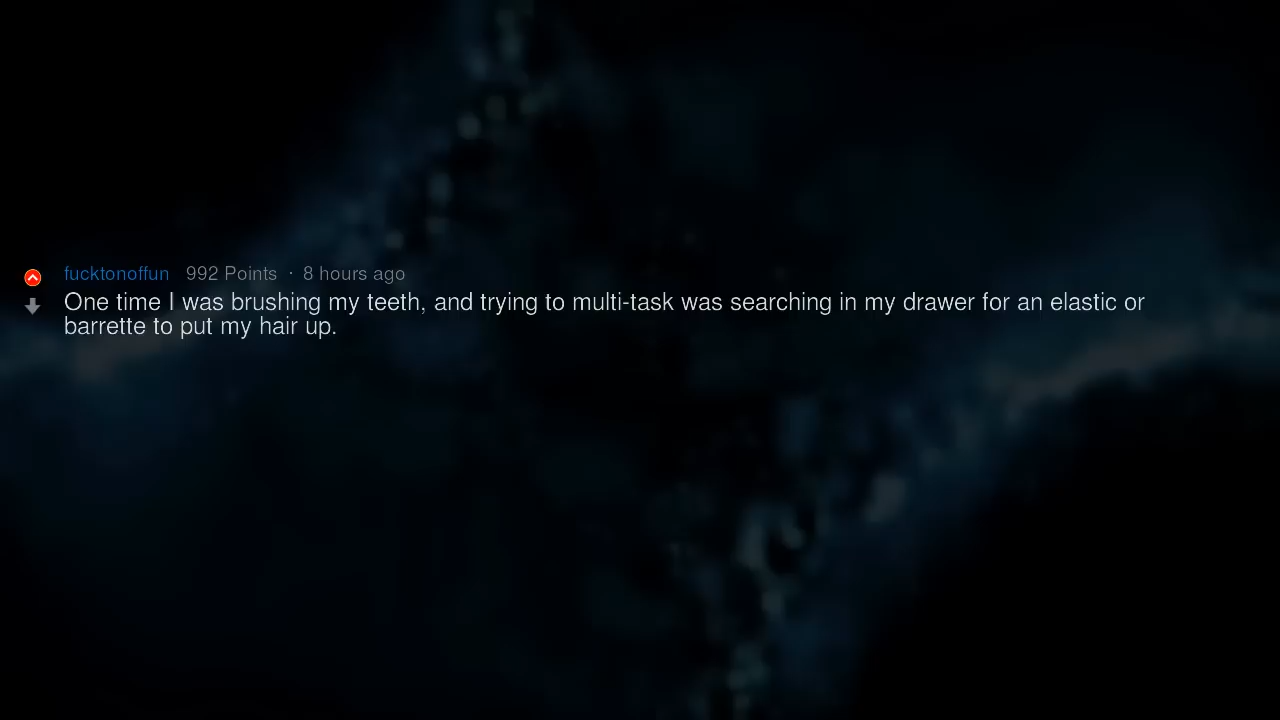 fucktonoffun 992 Points · 8 hours ago
One time I was brushing my teeth, and trying to multi-task was searching in my drawer for an elastic or
barrette to put my hair up.